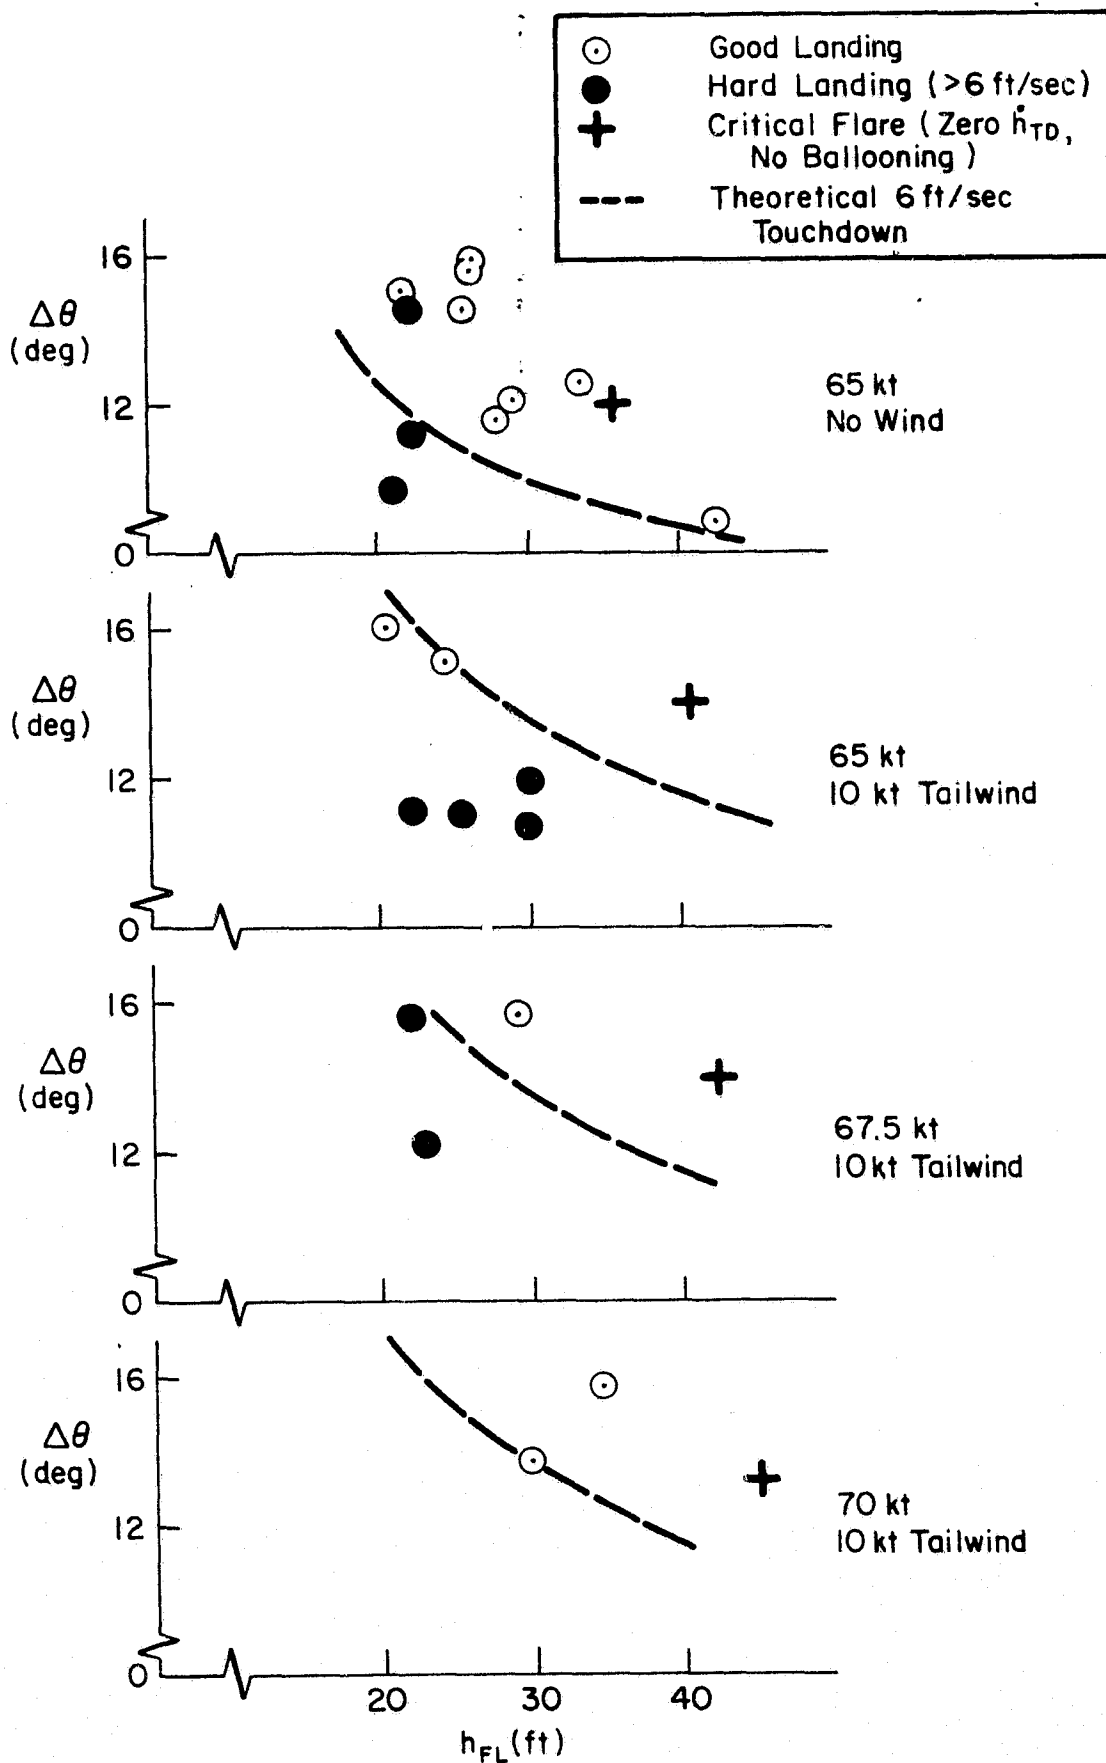 Good Landing
Hard Landing (>6 ft/sec)
Critical Flare (Zero ḣTD,
No Ballooning)
Theoretical 6 ft/sec
Touchdown
16
Δθ
(deg)
12
65 kt
No Wind
0
16
Δθ
(deg)
12
65 kt
10 kt Tailwind
0
16
Δθ
(deg)
12
67.5 kt
10 kt Tailwind
0
16
Δθ
(deg)
12
70 kt
10 kt Tailwind
0
20 30 40
hFL (ft)